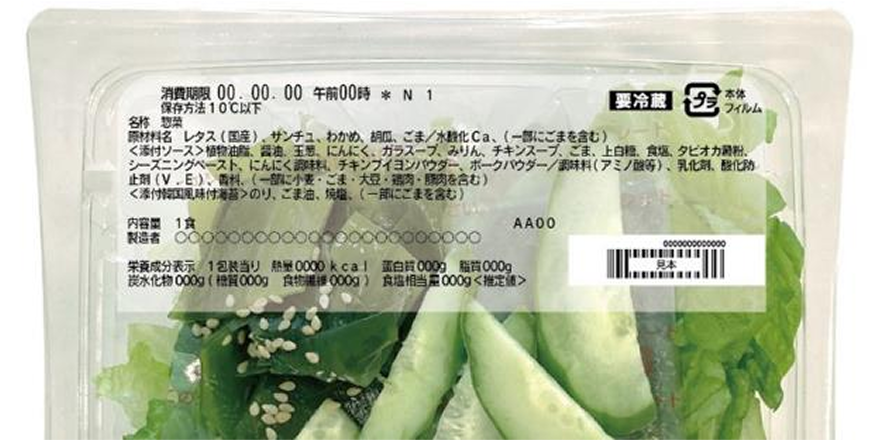 消費期限 00.00.00 午前00時 * N 1
要冷蔵
プラ
本体
フィルム
保存方法10℃以下
名称 惣菜
原材料名 レタス(国産)、サンチュ、わかめ、胡瓜、ごま/水酸化Ca、(一部にごまを含む)
<添付ソース>植物油脂、醤油、玉葱、にんにく、ガラスープ、みりん、チキンスープ、ごま、上白糖、食塩、タピオカ澱粉、
シーズニングペースト、にんにく調味料、チキンブイヨンパウダー、ポークパウダー/調味料(アミノ酸等)、乳化剤、酸化防
止剤(V.E)、香料、(一部に小麦・ごま・大豆・鶏肉・豚肉を含む)
<添付韓国風味付海苔>のり、ごま油、焼塩、(一部にごまを含む)
内容量 1食 AA00
製造者 ○○○○○○○○○○○○○○○○○○○○○○
0000000000000
見本
栄養成分表示 1包装当り 熱量0000kcal 蛋白質000g 脂質000g
炭水化物000g(糖質000g 食物繊維000g) 食塩相当量000g<推定値>